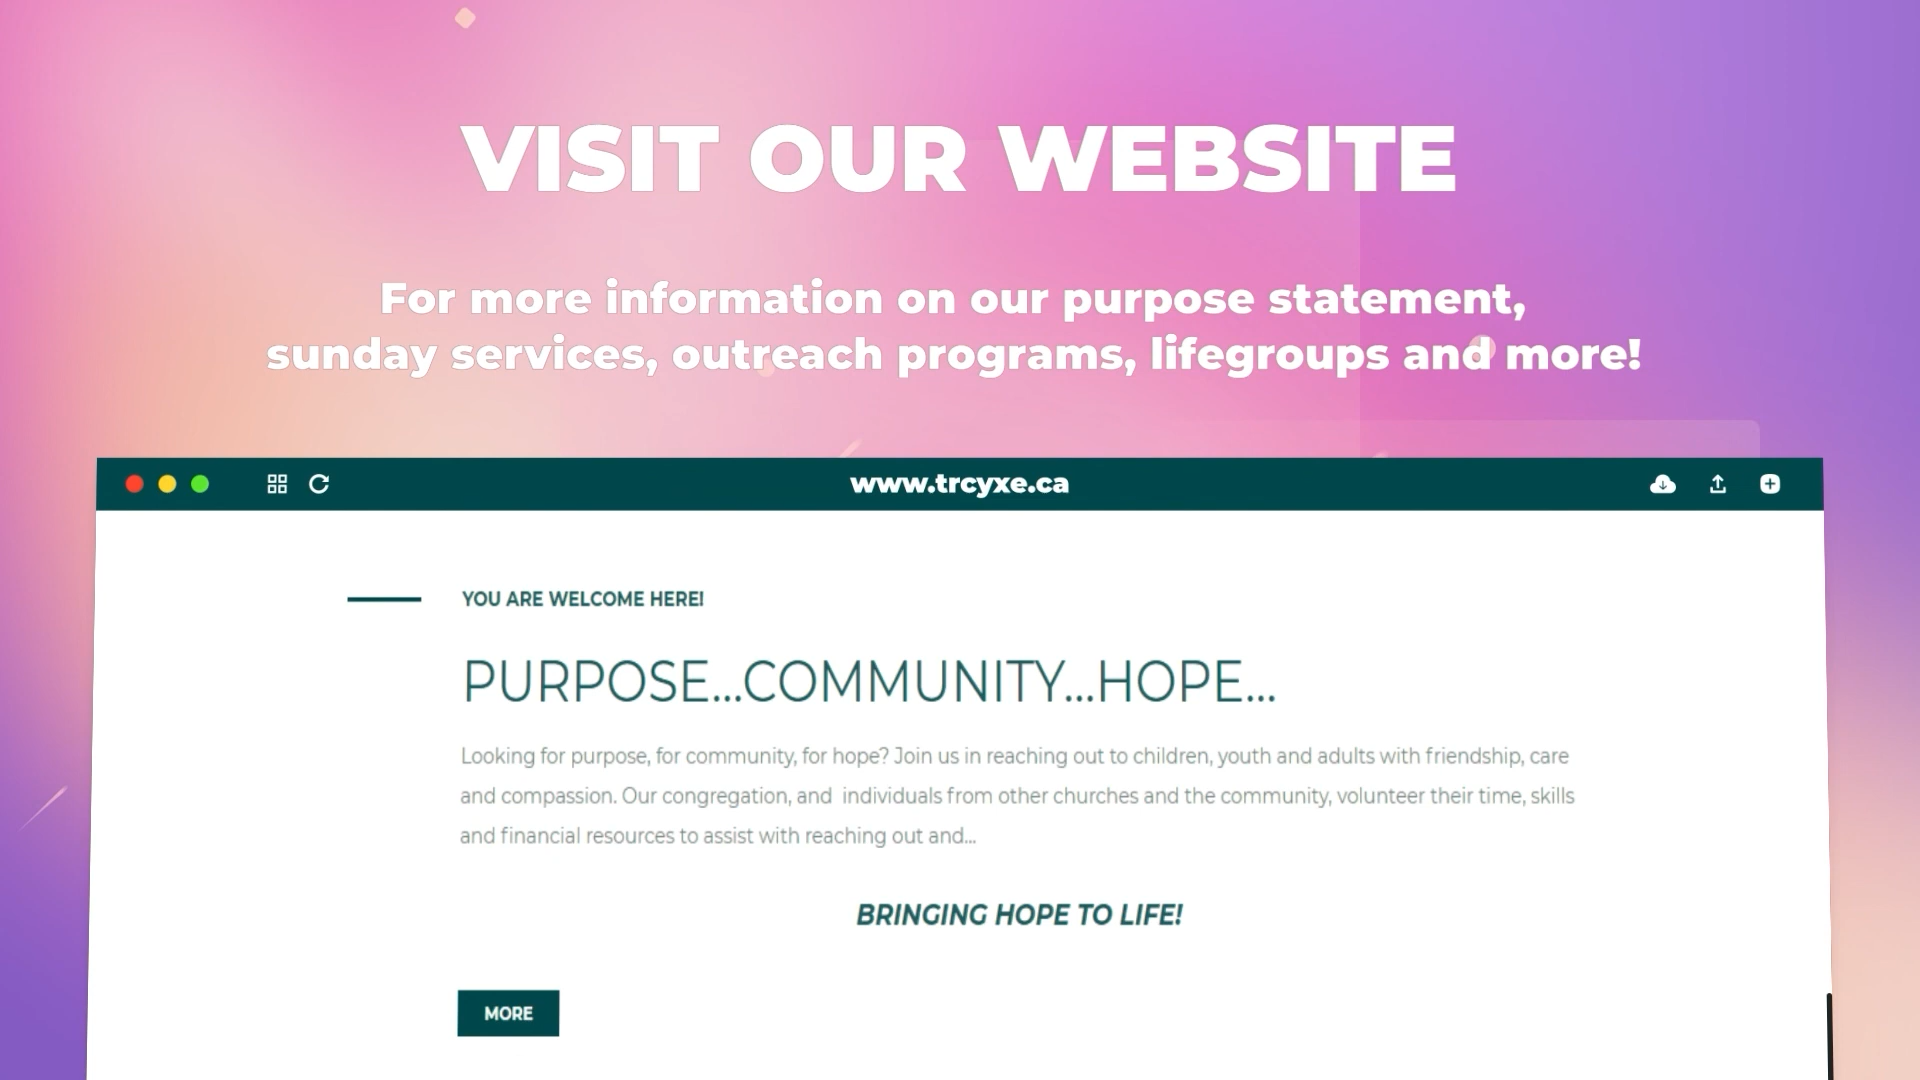 VISIT OUR WEBSITE
For more information on our purpose statement,
sunday services, outreach programs, lifegroups and more!
www.trcyxe.ca
YOU ARE WELCOME HERE!
PURPOSE...COMMUNITY...HOPE...
Looking for purpose, for community, for hope? Join us in reaching out to children, youth and adults with friendship, care
and compassion. Our congregation, and individuals from other churches and the community, volunteer their time, skills
and financial resources to assist with reaching out and...
BRINGING HOPE TO LIFE!
MORE